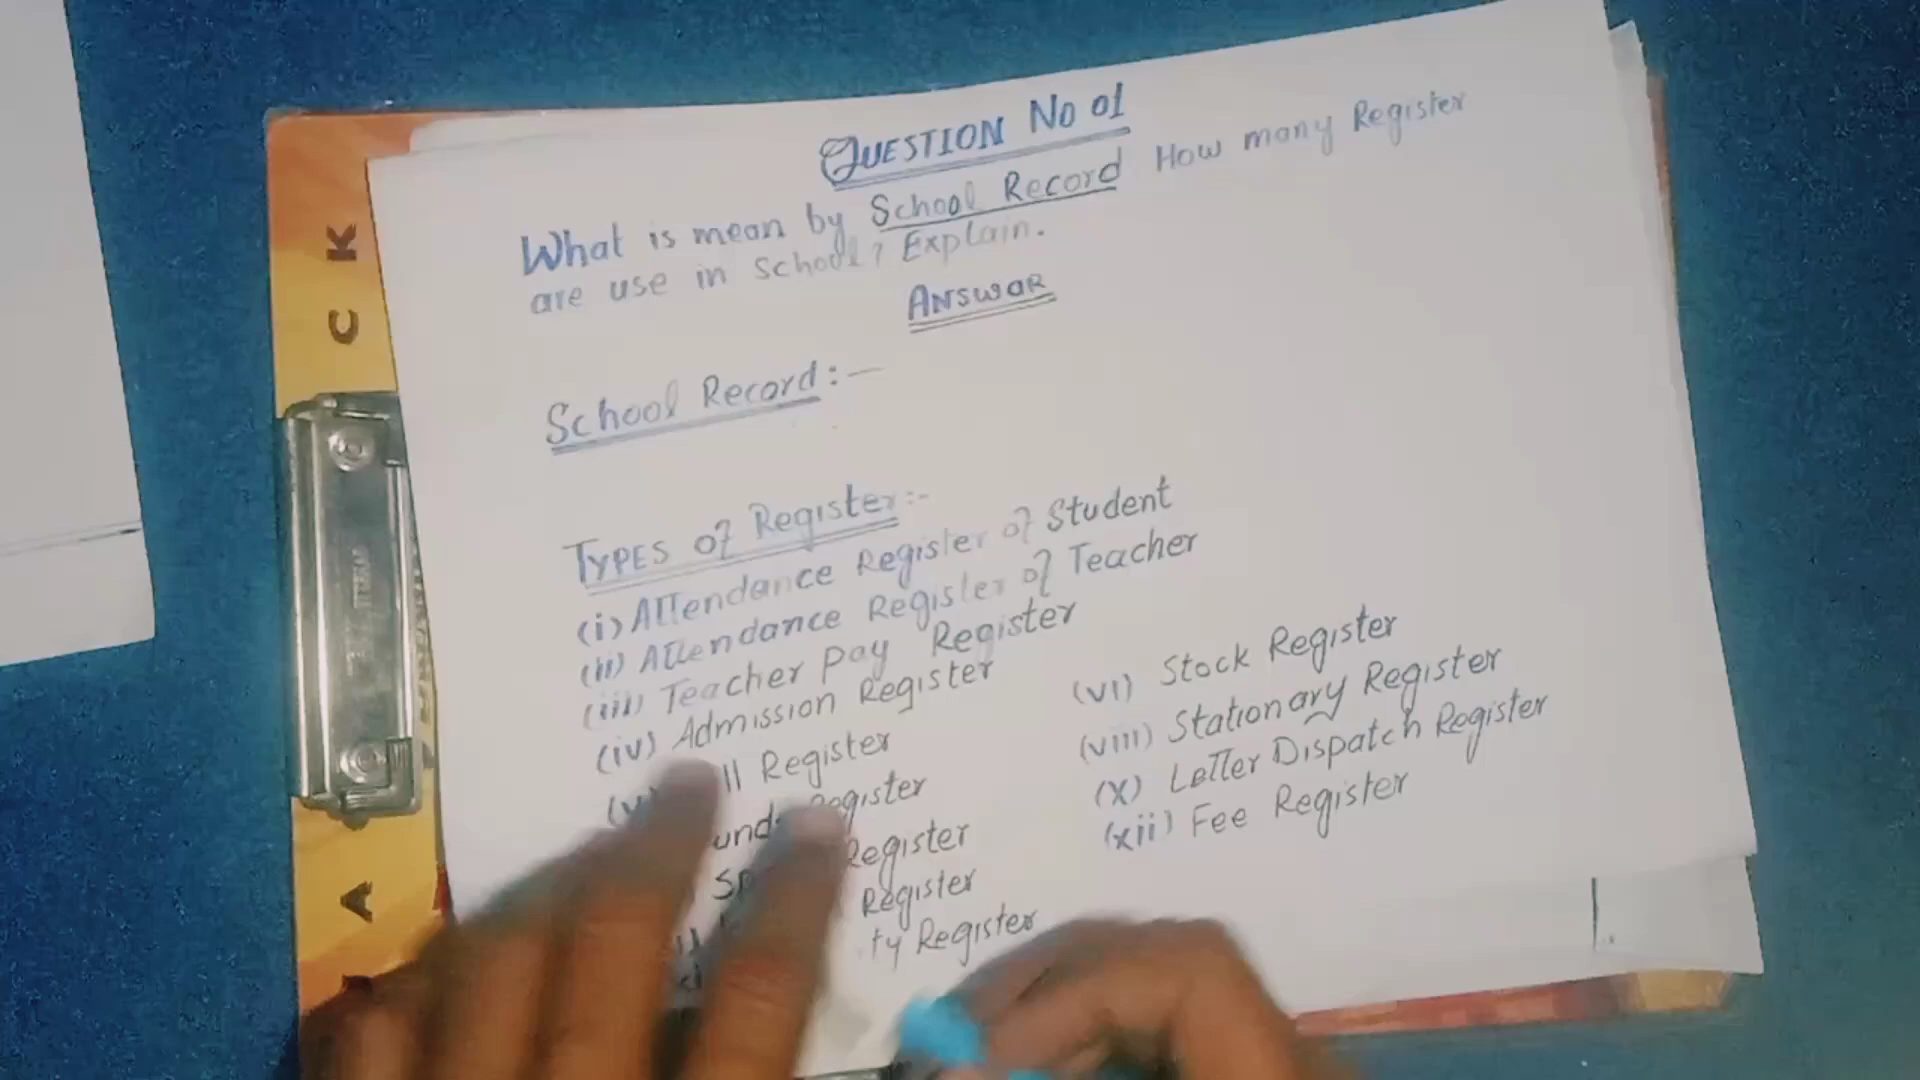 QUESTION No 01
What is mean by School Record How many Register
are use in School? Explain.
ANSWAR
School Record:-
TYPES of Register:-
(i) Attendance Register of Student
(ii) Attendance Register of Teacher
(iii) Teacher Pay Register
(iv) Admission Register
(v) Register
Register
Register
Register
Register
(vi) Stock Register
(viii) Stationary Register
(x) Letter Dispatch Register
(xii) Fee Register
C K
A